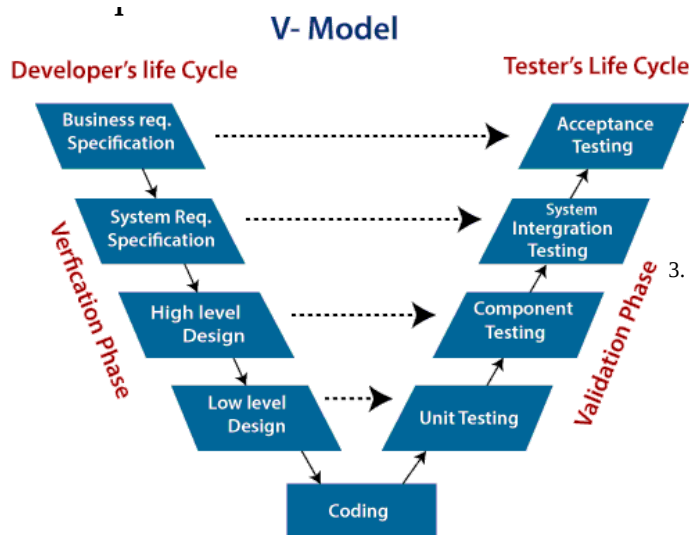 V- Model
Developer's life Cycle
Tester's Life Cycle
Business req.
Specification
Acceptance
Testing
System Req.
Specification
System
Intergration
Testing
Verfication Phase
Validation Phase
3.
High level
Design
Component
Testing
Low level
Design
Unit Testing
Coding